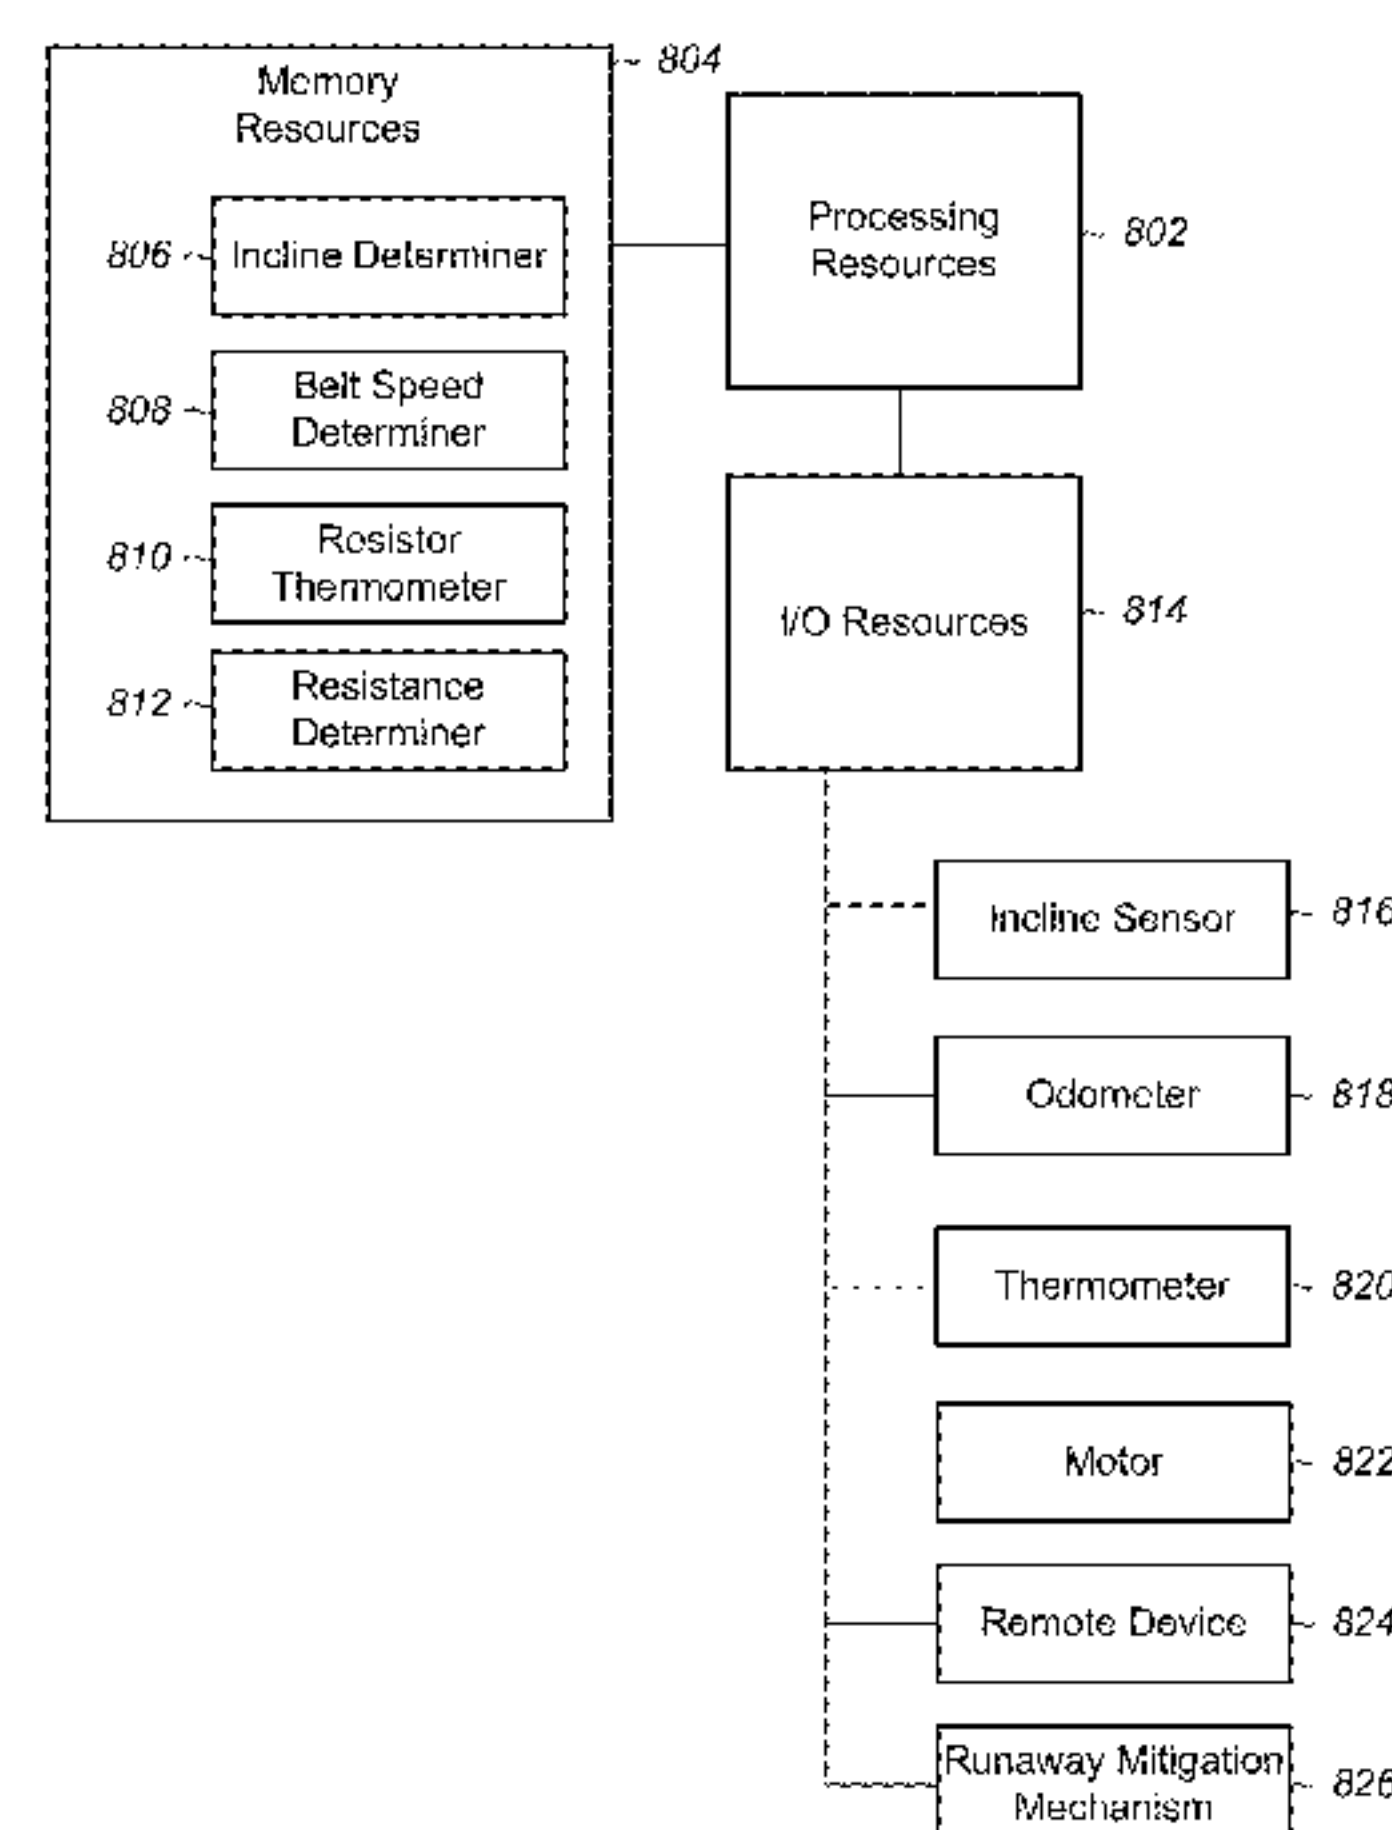 Memory
Resources
804
806
Incline Determiner
808
Belt Speed
Determiner
810
Resistor
Thermometer
812
Resistance
Determiner
Processing
Resources
802
I/O Resources
814
Incline Sensor
816
Odometer
818
Thermometer
820
Motor
822
Remote Device
824
Runaway Mitigation
Mechanism
826